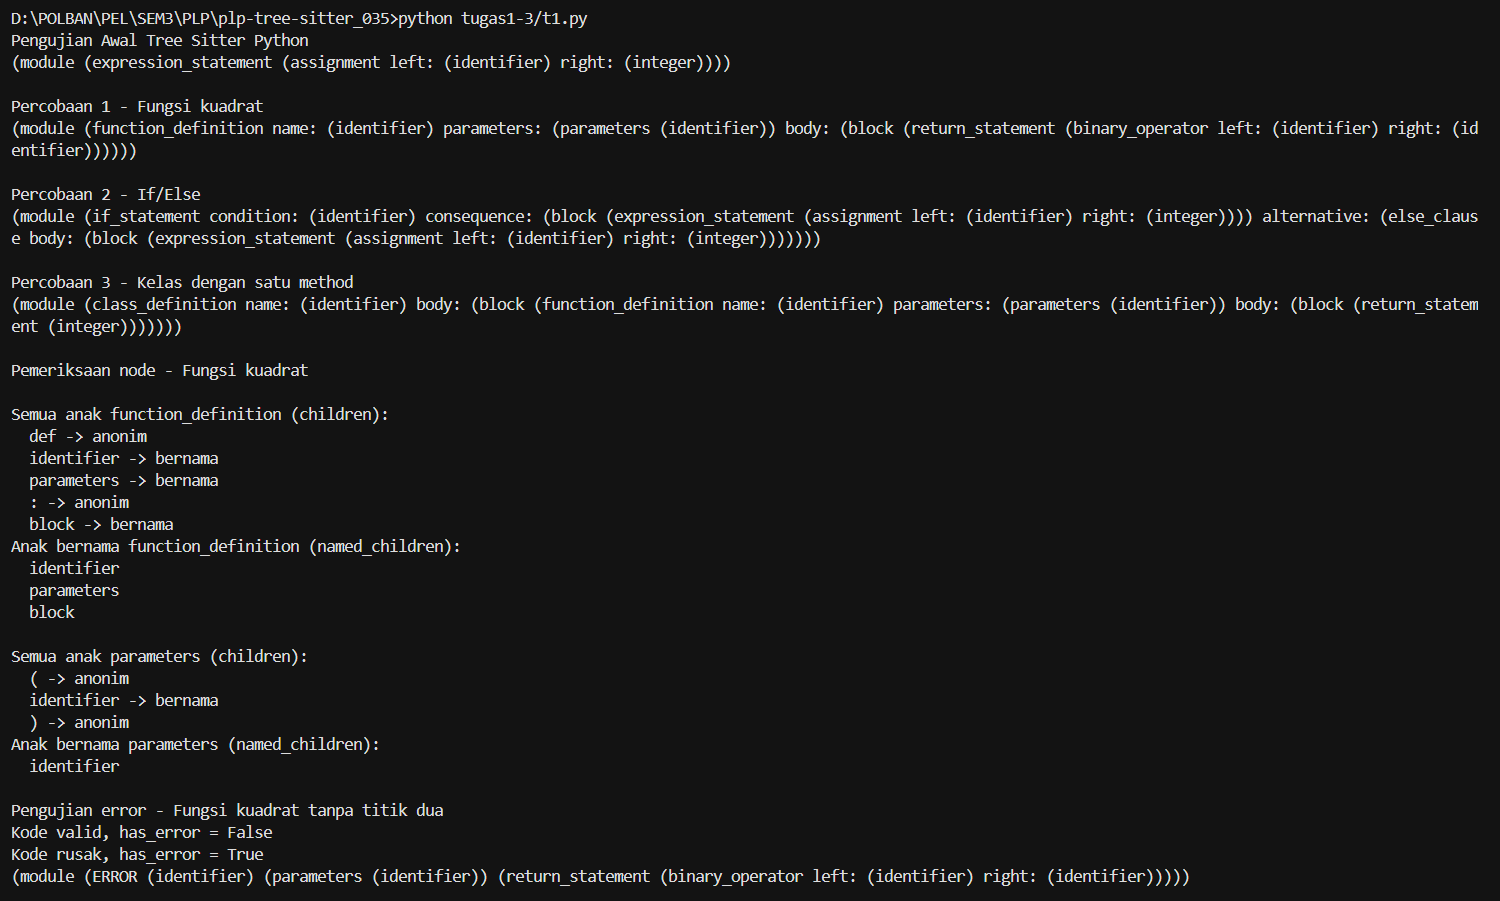 D:\POLBAN\PEL\SEM3\PLP\plp-tree-sitter_035>python tugas1-3/t1.py
Pengujian Awal Tree Sitter Python
(module (expression_statement (assignment left: (identifier) right: (integer))))

Percobaan 1 - Fungsi kuadrat
(module (function_definition name: (identifier) parameters: (parameters (identifier)) body: (block (return_statement (binary_operator left: (identifier) right: (id
entifier))))))

Percobaan 2 - If/Else
(module (if_statement condition: (identifier) consequence: (block (expression_statement (assignment left: (identifier) right: (integer)))) alternative: (else_claus
e body: (block (expression_statement (assignment left: (identifier) right: (integer)))))))

Percobaan 3 - Kelas dengan satu method
(module (class_definition name: (identifier) body: (block (function_definition name: (identifier) parameters: (parameters (identifier)) body: (block (return_statem
ent (integer)))))))

Pemeriksaan node - Fungsi kuadrat

Semua anak function_definition (children):
  def -> anonim
  identifier -> bernama
  parameters -> bernama
  : -> anonim
  block -> bernama
Anak bernama function_definition (named_children):
  identifier
  parameters
  block

Semua anak parameters (children):
  ( -> anonim
  identifier -> bernama
  ) -> anonim
Anak bernama parameters (named_children):
  identifier

Pengujian error - Fungsi kuadrat tanpa titik dua
Kode valid, has_error = False
Kode rusak, has_error = True
(module (ERROR (identifier) (parameters (identifier)) (return_statement (binary_operator left: (identifier) right: (identifier)))))